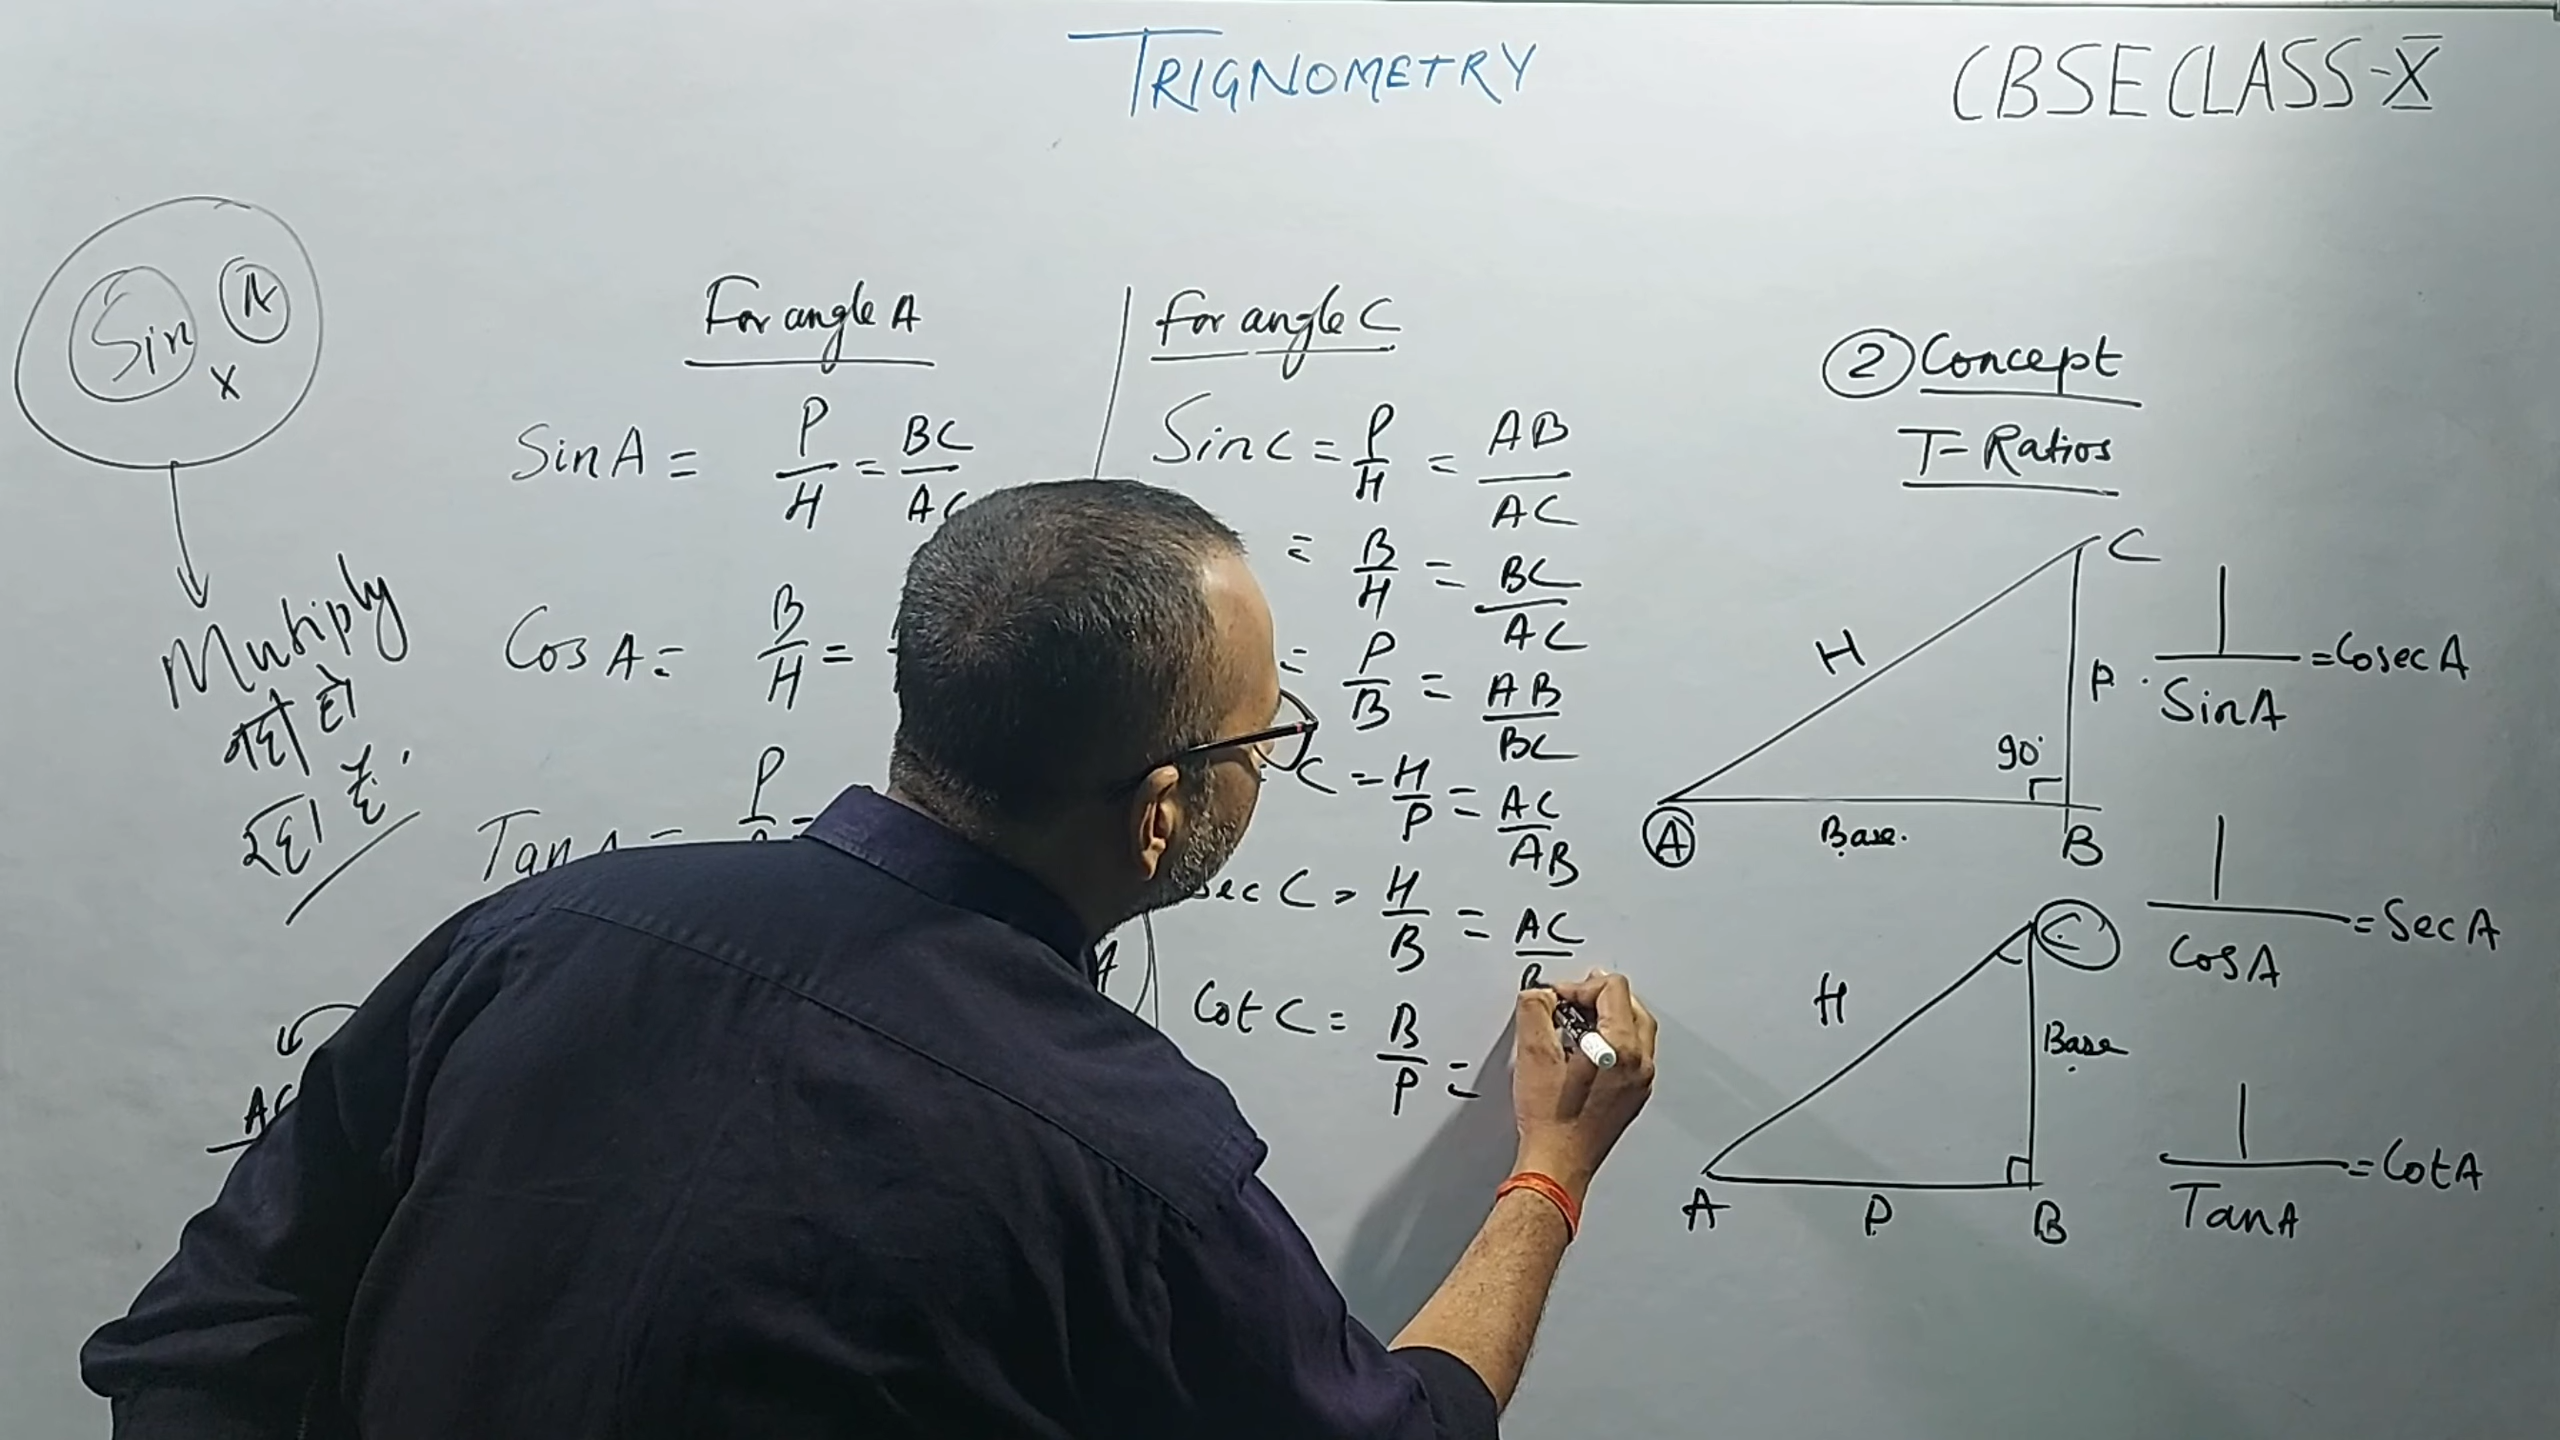 TRIGNOMETRY
CBSE CLASS-X
Sin A
x
Mutiply
नहीं हो
रहा है.
For angle A
Sin A = P/H = BC/AC
Cos A = B/H =
Tan A = P
A
AC
For angle C
Sin C = P/H = AB/AC
= B/H = BC/AC
= P/B = AB/BC
C = H/P = AC/AB
Sec C = H/B = AC/B
Cot C = B/P =
② Concept
T-Ratios
C
H
P
90°
A
Base.
B
C
H
Base
A
P
B
1/Sin A = Cosec A
1/Cos A = Sec A
1/Tan A = Cot A